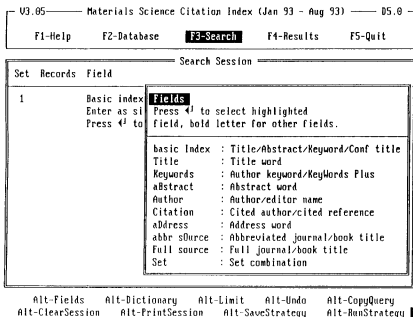 V3.05 Materials Science Citation Index (Jan 93 - Aug 93) D5.0
F1-Help F2-Database F3-Search F4-Results F5-Quit
Search Session
Set Records Field
1 Basic index
Enter as si
Press ↵ to
Fields
Press ↵ to select highlighted
field, bold letter for other fields.
basic Index : Title/Abstract/Keyword/Conf title
Title : Title word
Keywords : Author keyword/KeyWords Plus
aBstract : Abstract word
Author : Author/editor name
Citation : Cited author/cited reference
aDdress : Address word
abbr sOurce : Abbreviated journal/book title
Full source : Full journal/book title
Set : Set combination
Alt-Fields Alt-Dictionary Alt-Limit Alt-Undo Alt-CopyQuery
Alt-ClearSession Alt-PrintSession Alt-SaveStrategy Alt-RunStrategy